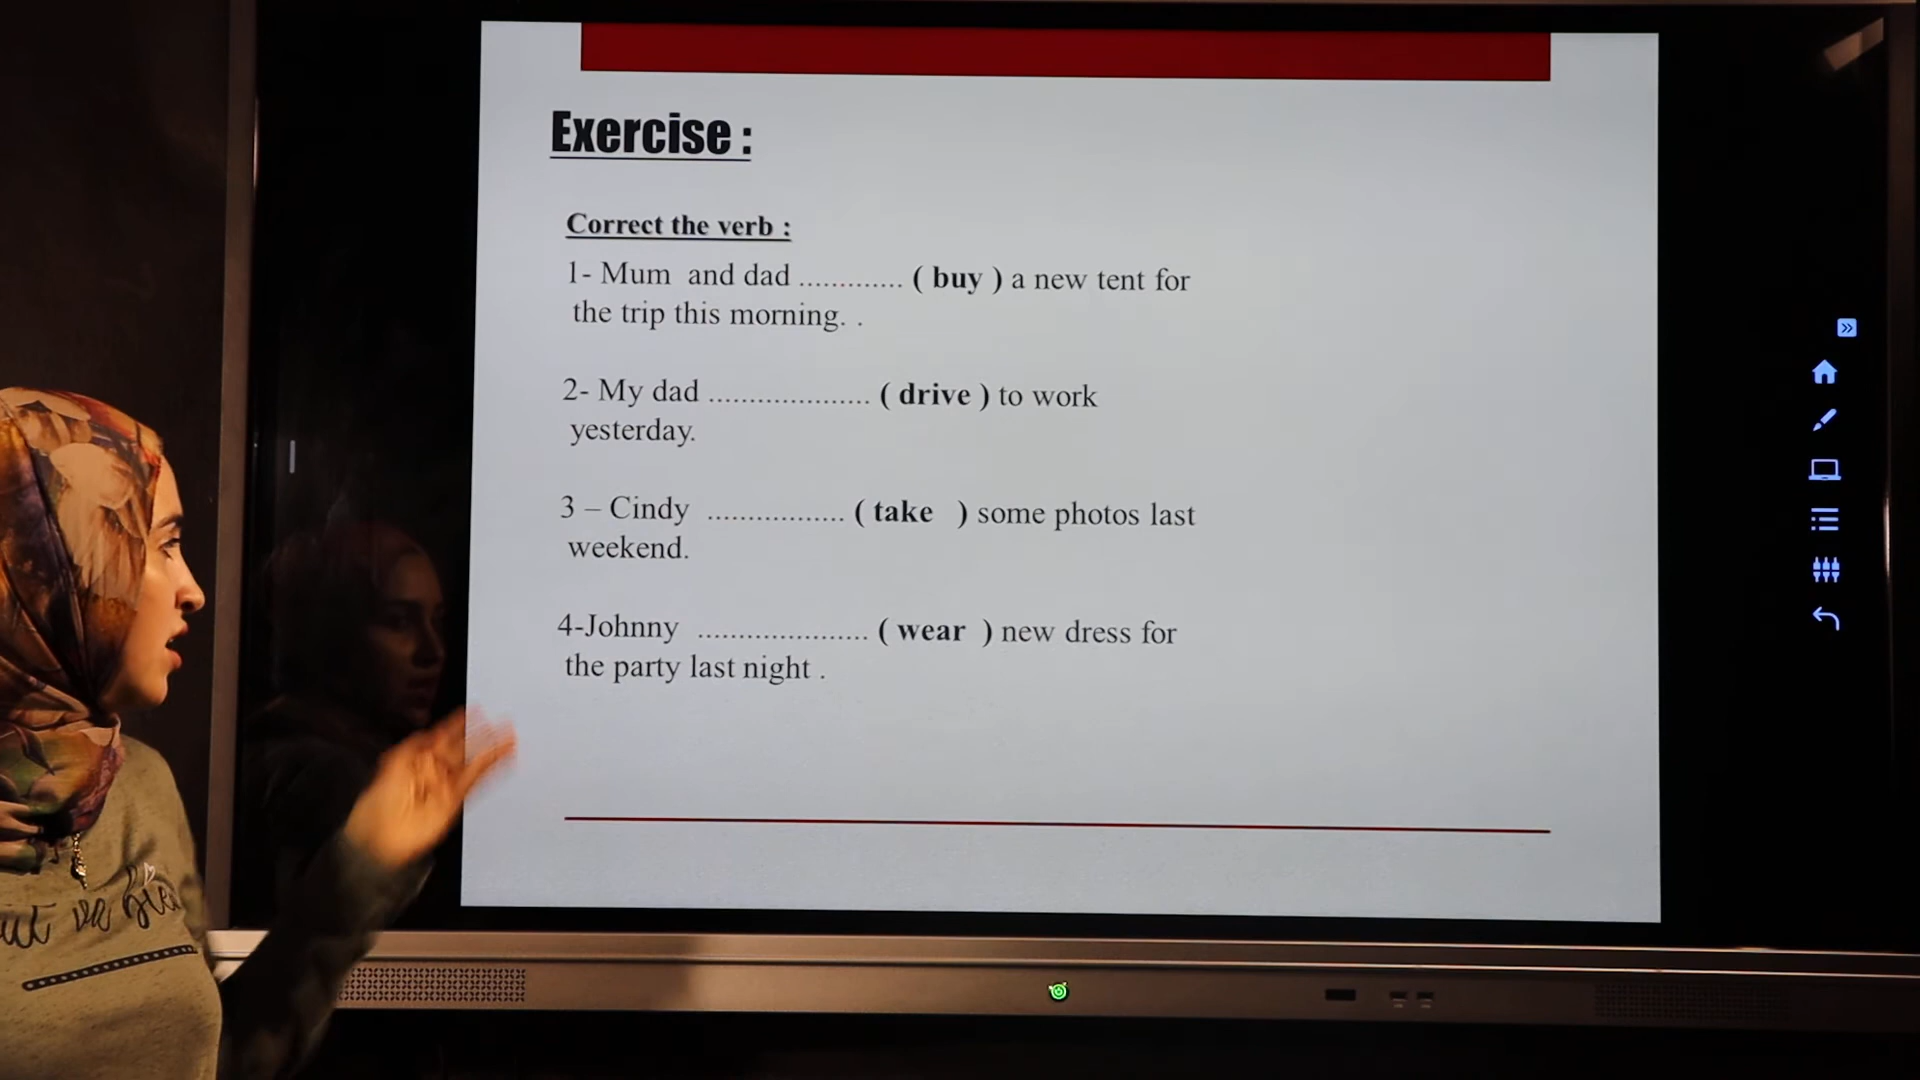 Exercise :
Correct the verb :
1- Mum and dad ............. ( buy ) a new tent for
the trip this morning. .
2- My dad .................... ( drive ) to work
yesterday.
3 – Cindy ................. ( take ) some photos last
weekend.
4-Johnny ..................... ( wear ) new dress for
the party last night .